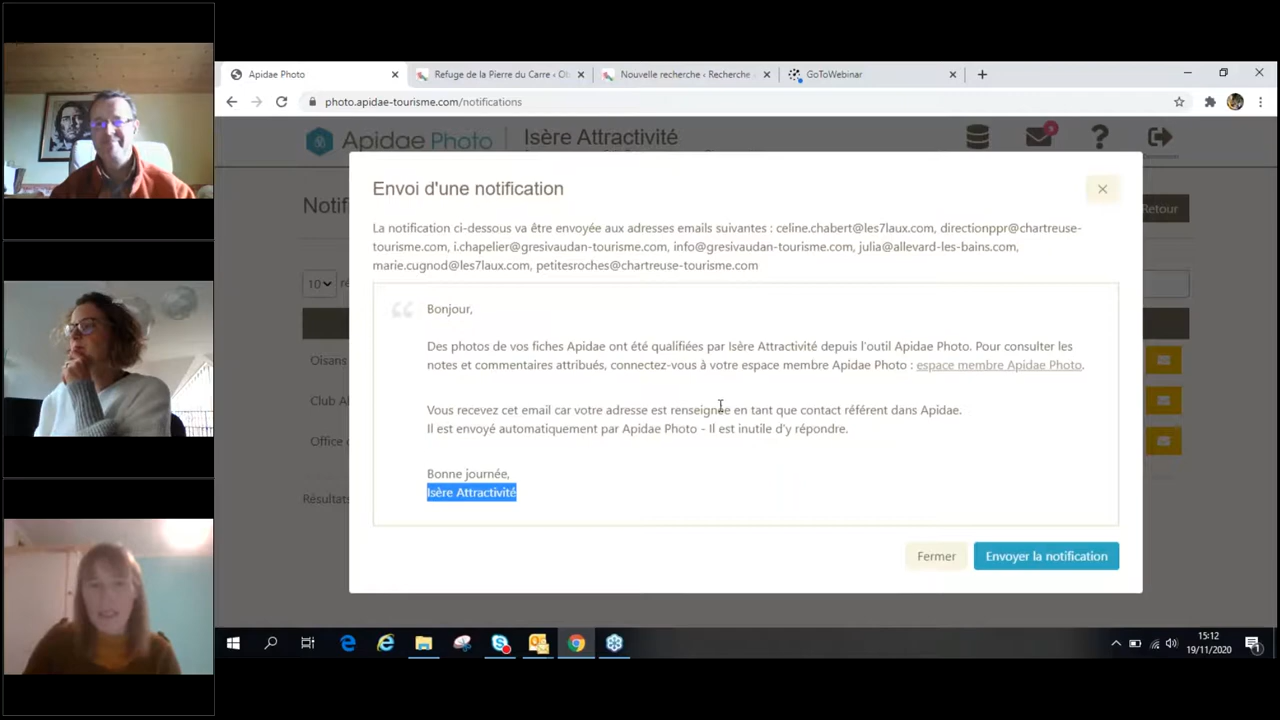 Apidae Photo
Refuge de la Pierre du Carre ‹ Ob
Nouvelle recherche ‹ Recherche
GoToWebinar
photo.apidae-tourisme.com/notifications
Apidae Photo
Isère Attractivité
Notif
Retour
Envoi d'une notification
La notification ci-dessous va être envoyée aux adresses emails suivantes : celine.chabert@les7laux.com, directionppr@chartreuse-
tourisme.com, i.chapelier@gresivaudan-tourisme.com, info@gresivaudan-tourisme.com, julia@allevard-les-bains.com,
marie.cugnod@les7laux.com, petitesroches@chartreuse-tourisme.com
10
ré
Bonjour,
Des photos de vos fiches Apidae ont été qualifiées par Isère Attractivité depuis l'outil Apidae Photo. Pour consulter les
notes et commentaires attribués, connectez-vous à votre espace membre Apidae Photo : espace membre Apidae Photo.
Vous recevez cet email car votre adresse est renseignée en tant que contact référent dans Apidae.
Il est envoyé automatiquement par Apidae Photo - Il est inutile d'y répondre.
Bonne journée,
Isère Attractivité
Oisans
Club Al
Office d
Résultats
Fermer
Envoyer la notification
15:12
19/11/2020